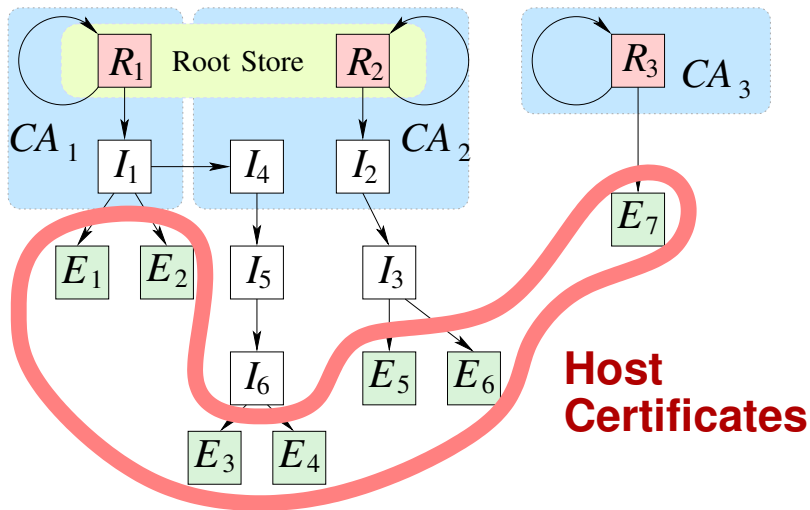 R1 Root Store R2 R3
CA 3
CA 1 CA 2
I1 I4 I2
E7
E1 E2 I5 I3
I6 E5 E6
Host
Certificates
E3 E4